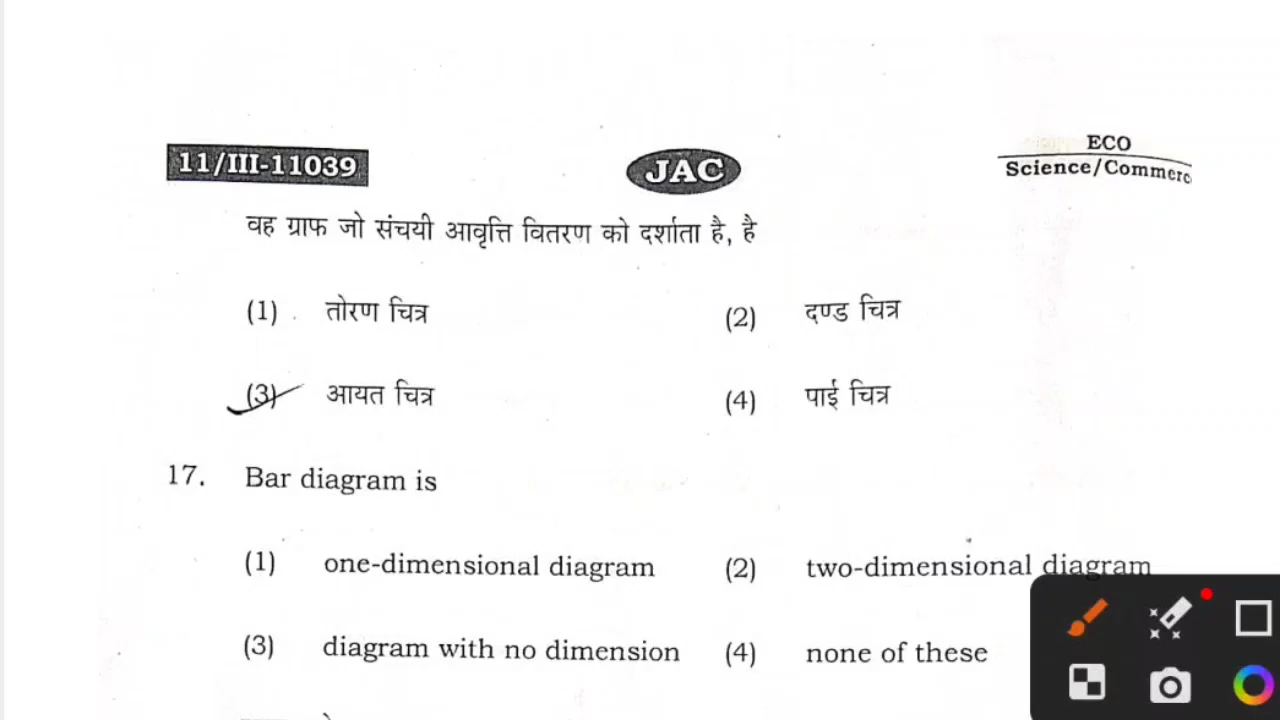 11/III-11039 JAC ECO
Science/Commerc
वह ग्राफ जो संचयी आवृत्ति वितरण को दर्शाता है, है
(1) तोरण चित्र (2) दण्ड चित्र
(3) आयत चित्र (4) पाई चित्र
17. Bar diagram is
(1) one-dimensional diagram (2) two-dimensional diagram
(3) diagram with no dimension (4) none of these